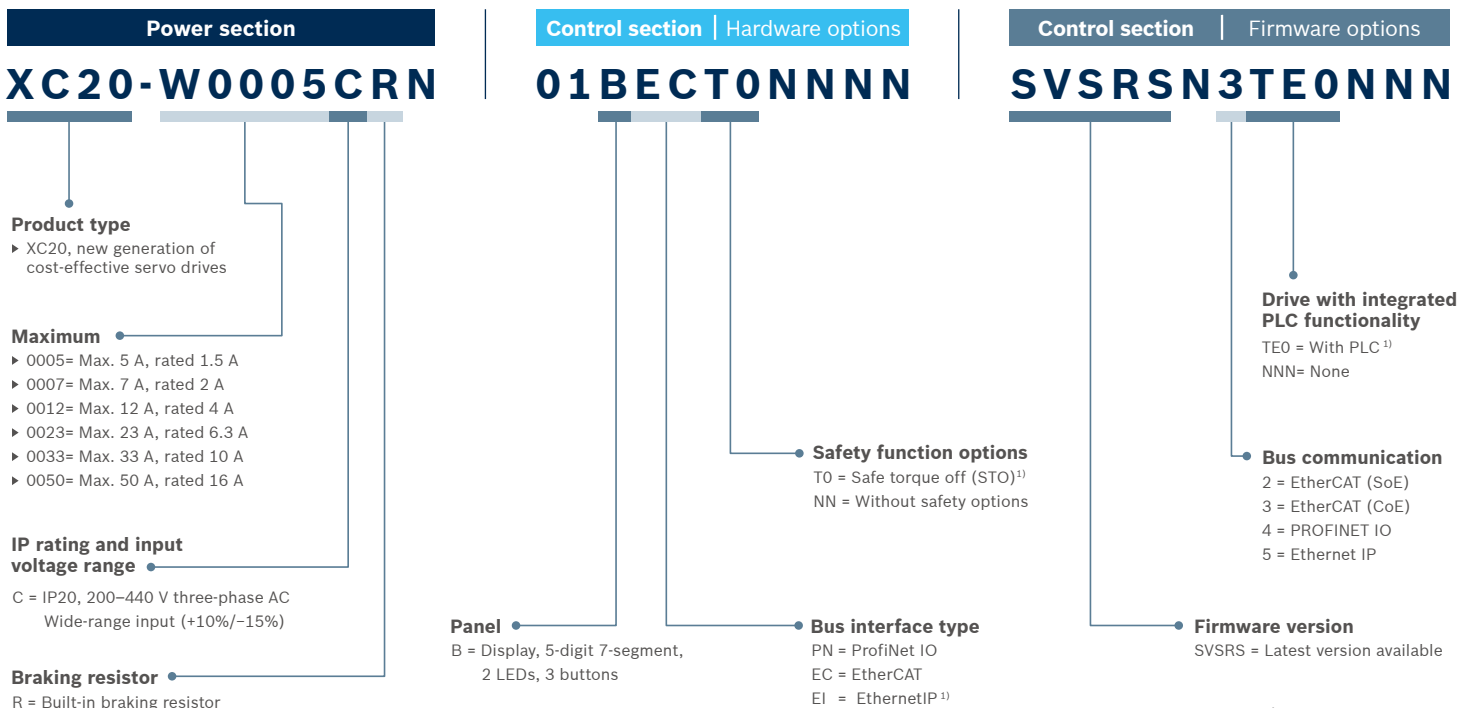 Power section
Control section | Hardware options
Control section | Firmware options
XC20-W0005CRN
01BECT0NNNN
SVSRSN3TE0NNN
Product type
XC20, new generation of
cost-effective servo drives
Maximum
0005= Max. 5 A, rated 1.5 A
0007= Max. 7 A, rated 2 A
0012= Max. 12 A, rated 4 A
0023= Max. 23 A, rated 6.3 A
0033= Max. 33 A, rated 10 A
0050= Max. 50 A, rated 16 A
IP rating and input
voltage range
C = IP20, 200–440 V three-phase AC
Wide-range input (+10%/−15%)
Braking resistor
R = Built-in braking resistor
Panel
B = Display, 5-digit 7-segment,
2 LEDs, 3 buttons
Safety function options
T0 = Safe torque off (STO)1)
NN = Without safety options
Bus interface type
PN = ProfiNet IO
EC = EtherCAT
EI = EthernetIP 1)
Drive with integrated
PLC functionality
TE0 = With PLC 1)
NNN= None
Bus communication
2 = EtherCAT (SoE)
3 = EtherCAT (CoE)
4 = PROFINET IO
5 = Ethernet IP
Firmware version
SVSRS = Latest version available